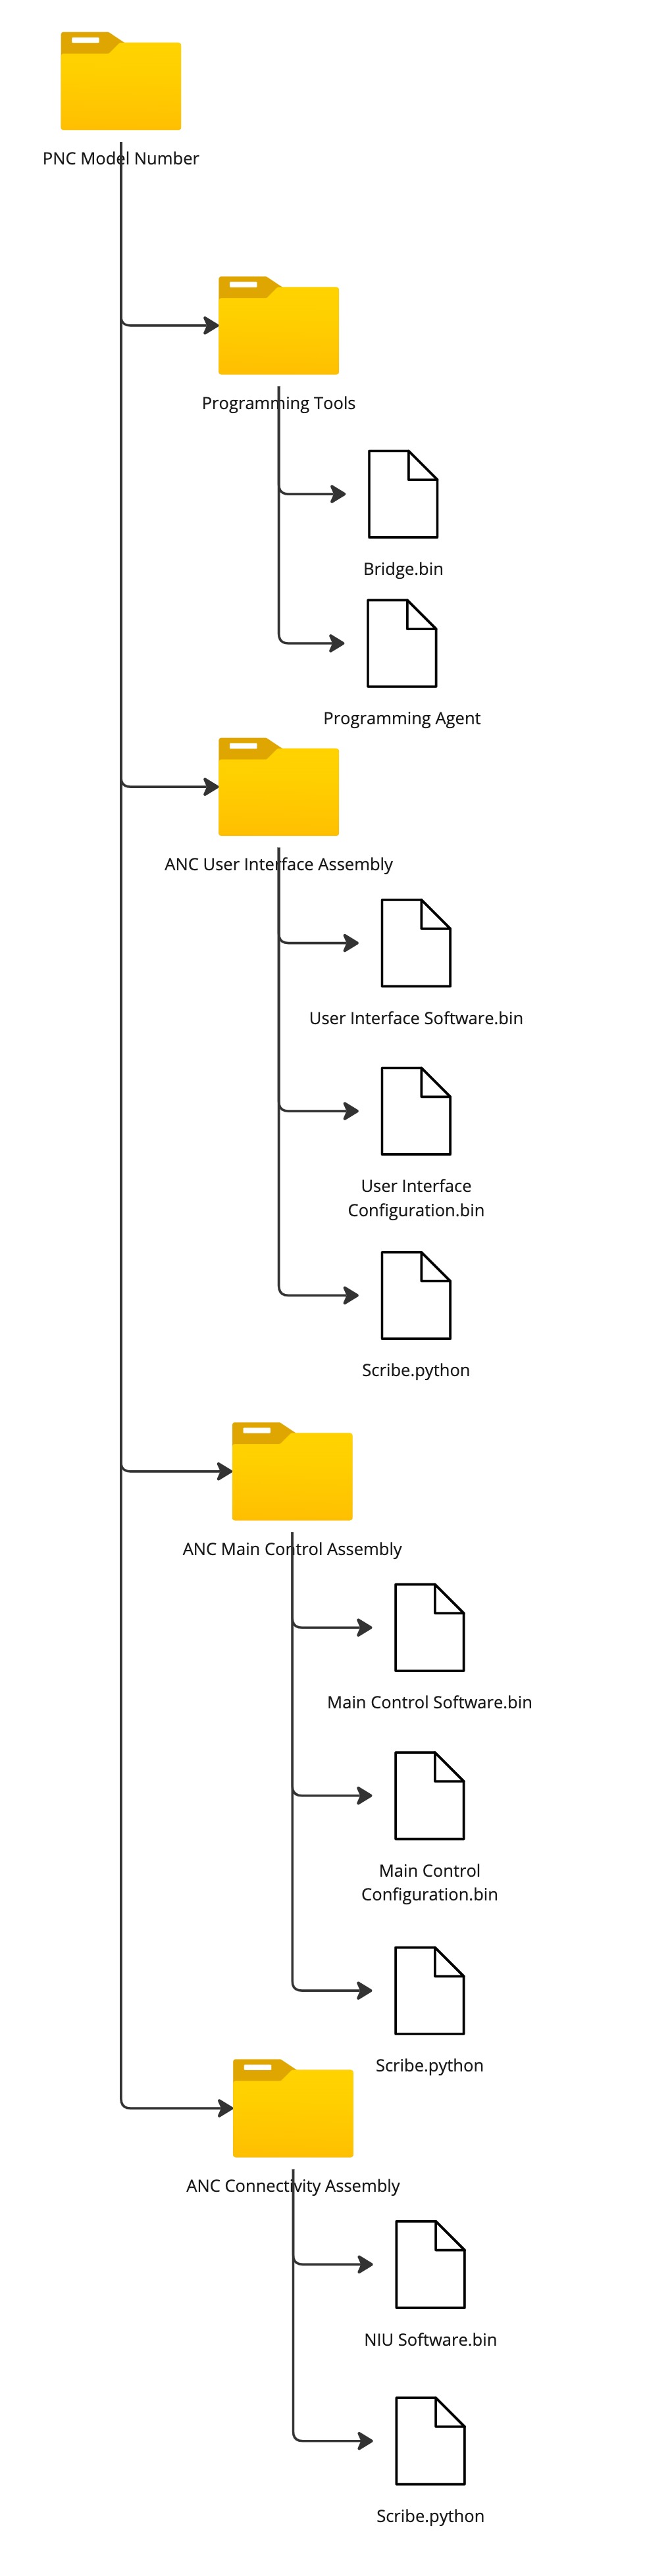 PNC Model Number
Programming Tools
Bridge.bin
Programming Agent
ANC User Interface Assembly
User Interface Software.bin
User Interface
Configuration.bin
Scribe.python
ANC Main Control Assembly
Main Control Software.bin
Main Control
Configuration.bin
Scribe.python
ANC Connectivity Assembly
NIU Software.bin
Scribe.python